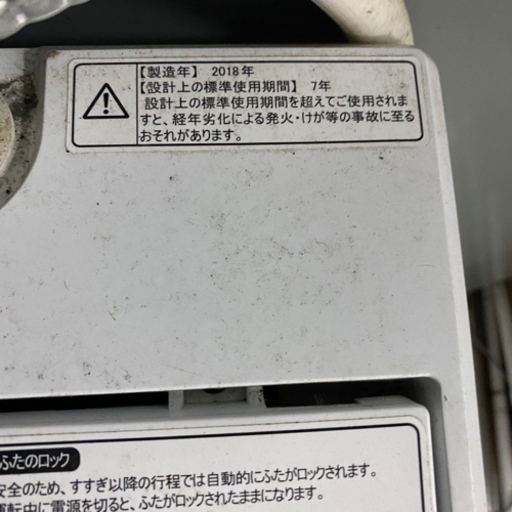 【製造年】 2018年
【設計上の標準使用期間】 7年
設計上の標準使用期間を超えてご使用されま
すと、経年劣化による発火・けが等の事故に至る
おそれがあります。
ふたのロック
安全のため、すすぎ以降の行程では自動的にふたがロックされます。
運転中に電源を切ると、ふたがロックされたままになります。